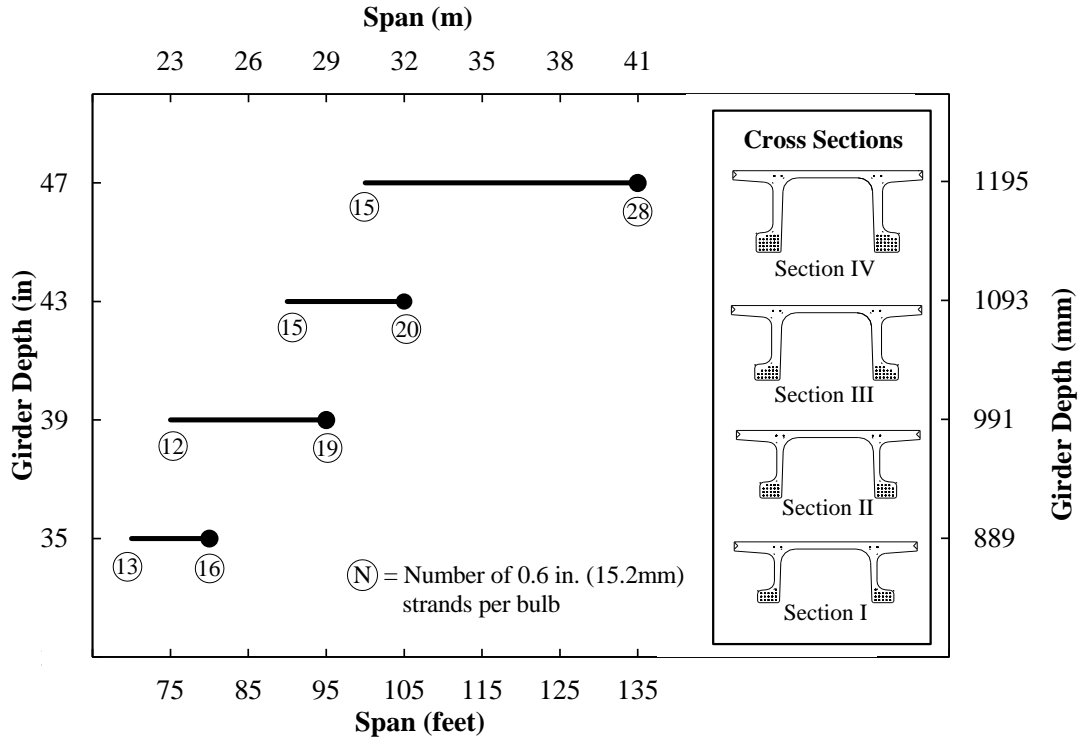 Span (m)
23 26 29 32 35 38 41
Cross Sections
47 1195
15 28
Section IV
43 1093
15 20
Section III
Girder Depth (in)
Girder Depth (mm)
39 991
12 19
Section II
35 889
13 16
N = Number of 0.6 in. (15.2mm)
strands per bulb
Section I
75 85 95 105 115 125 135
Span (feet)